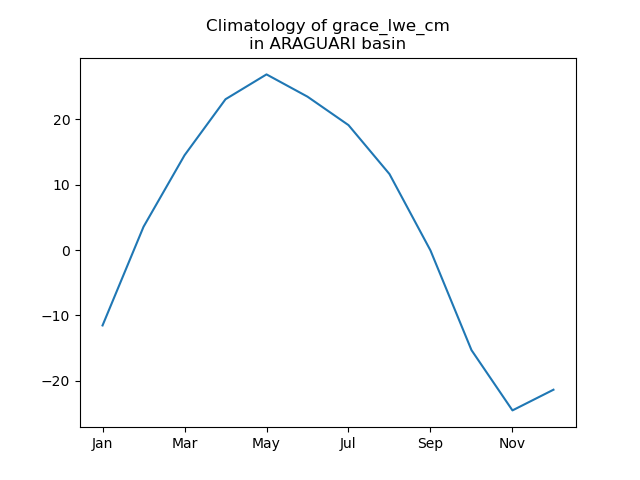 Climatology of grace_lwe_cm
in ARAGUARI basin
20
10
0
−10
−20
Jan
Mar
May
Jul
Sep
Nov